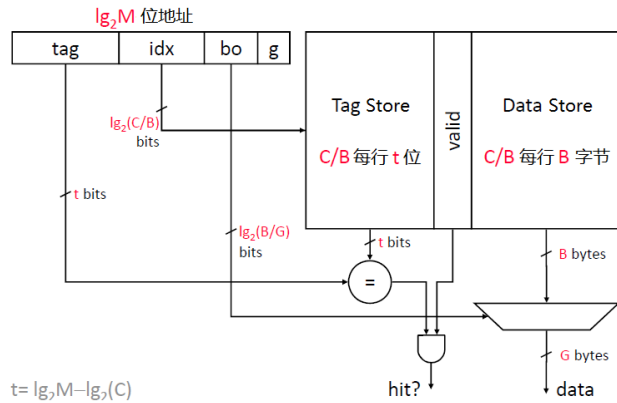 lg₂M 位地址
tag idx bo g
lg₂(C/B)
bits
Tag Store
C/B 每行 t 位
valid
Data Store
C/B 每行 B 字节
t bits
lg₂(B/G)
bits
t bits
B bytes
=
G bytes
t= lg₂M–lg₂(C)
hit?
data